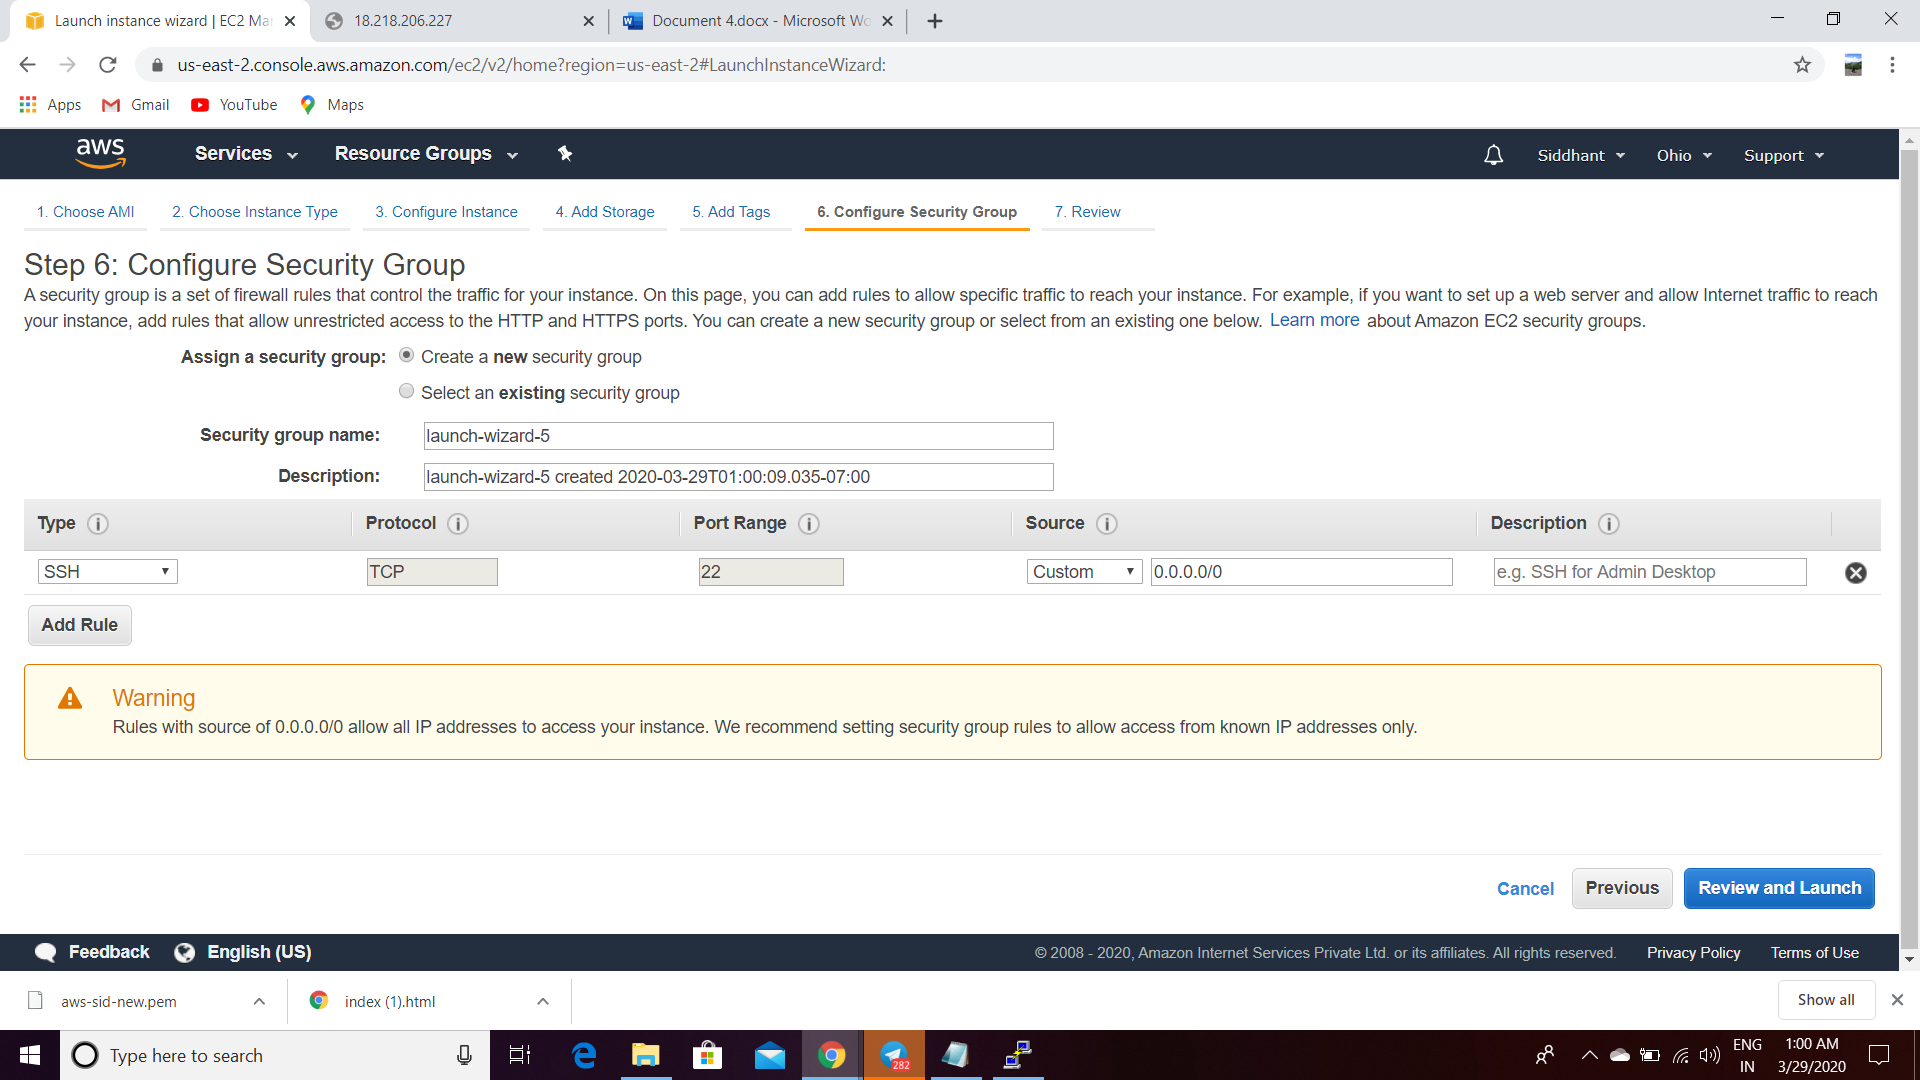 Launch instance wizard | EC2 Mar
18.218.206.227
Document 4.docx - Microsoft Wo
us-east-2.console.aws.amazon.com/ec2/v2/home?region=us-east-2#LaunchInstanceWizard:
Apps
Gmail
YouTube
Maps
aws
Services
Resource Groups
Siddhant
Ohio
Support
1. Choose AMI
2. Choose Instance Type
3. Configure Instance
4. Add Storage
5. Add Tags
6. Configure Security Group
7. Review
Step 6: Configure Security Group
A security group is a set of firewall rules that control the traffic for your instance. On this page, you can add rules to allow specific traffic to reach your instance. For example, if you want to set up a web server and allow Internet traffic to reach
your instance, add rules that allow unrestricted access to the HTTP and HTTPS ports. You can create a new security group or select from an existing one below. Learn more about Amazon EC2 security groups.
Assign a security group:
Create a new security group
Select an existing security group
Security group name:
launch-wizard-5
Description:
launch-wizard-5 created 2020-03-29T01:00:09.035-07:00
Type
Protocol
Port Range
Source
Description
SSH
TCP
22
Custom
0.0.0.0/0
e.g. SSH for Admin Desktop
Add Rule
Warning
Rules with source of 0.0.0.0/0 allow all IP addresses to access your instance. We recommend setting security group rules to allow access from known IP addresses only.
Cancel
Previous
Review and Launch
Feedback
English (US)
© 2008 - 2020, Amazon Internet Services Private Ltd. or its affiliates. All rights reserved.
Privacy Policy
Terms of Use
aws-sid-new.pem
index (1).html
Show all
Type here to search
282
ENG
IN
1:00 AM
3/29/2020